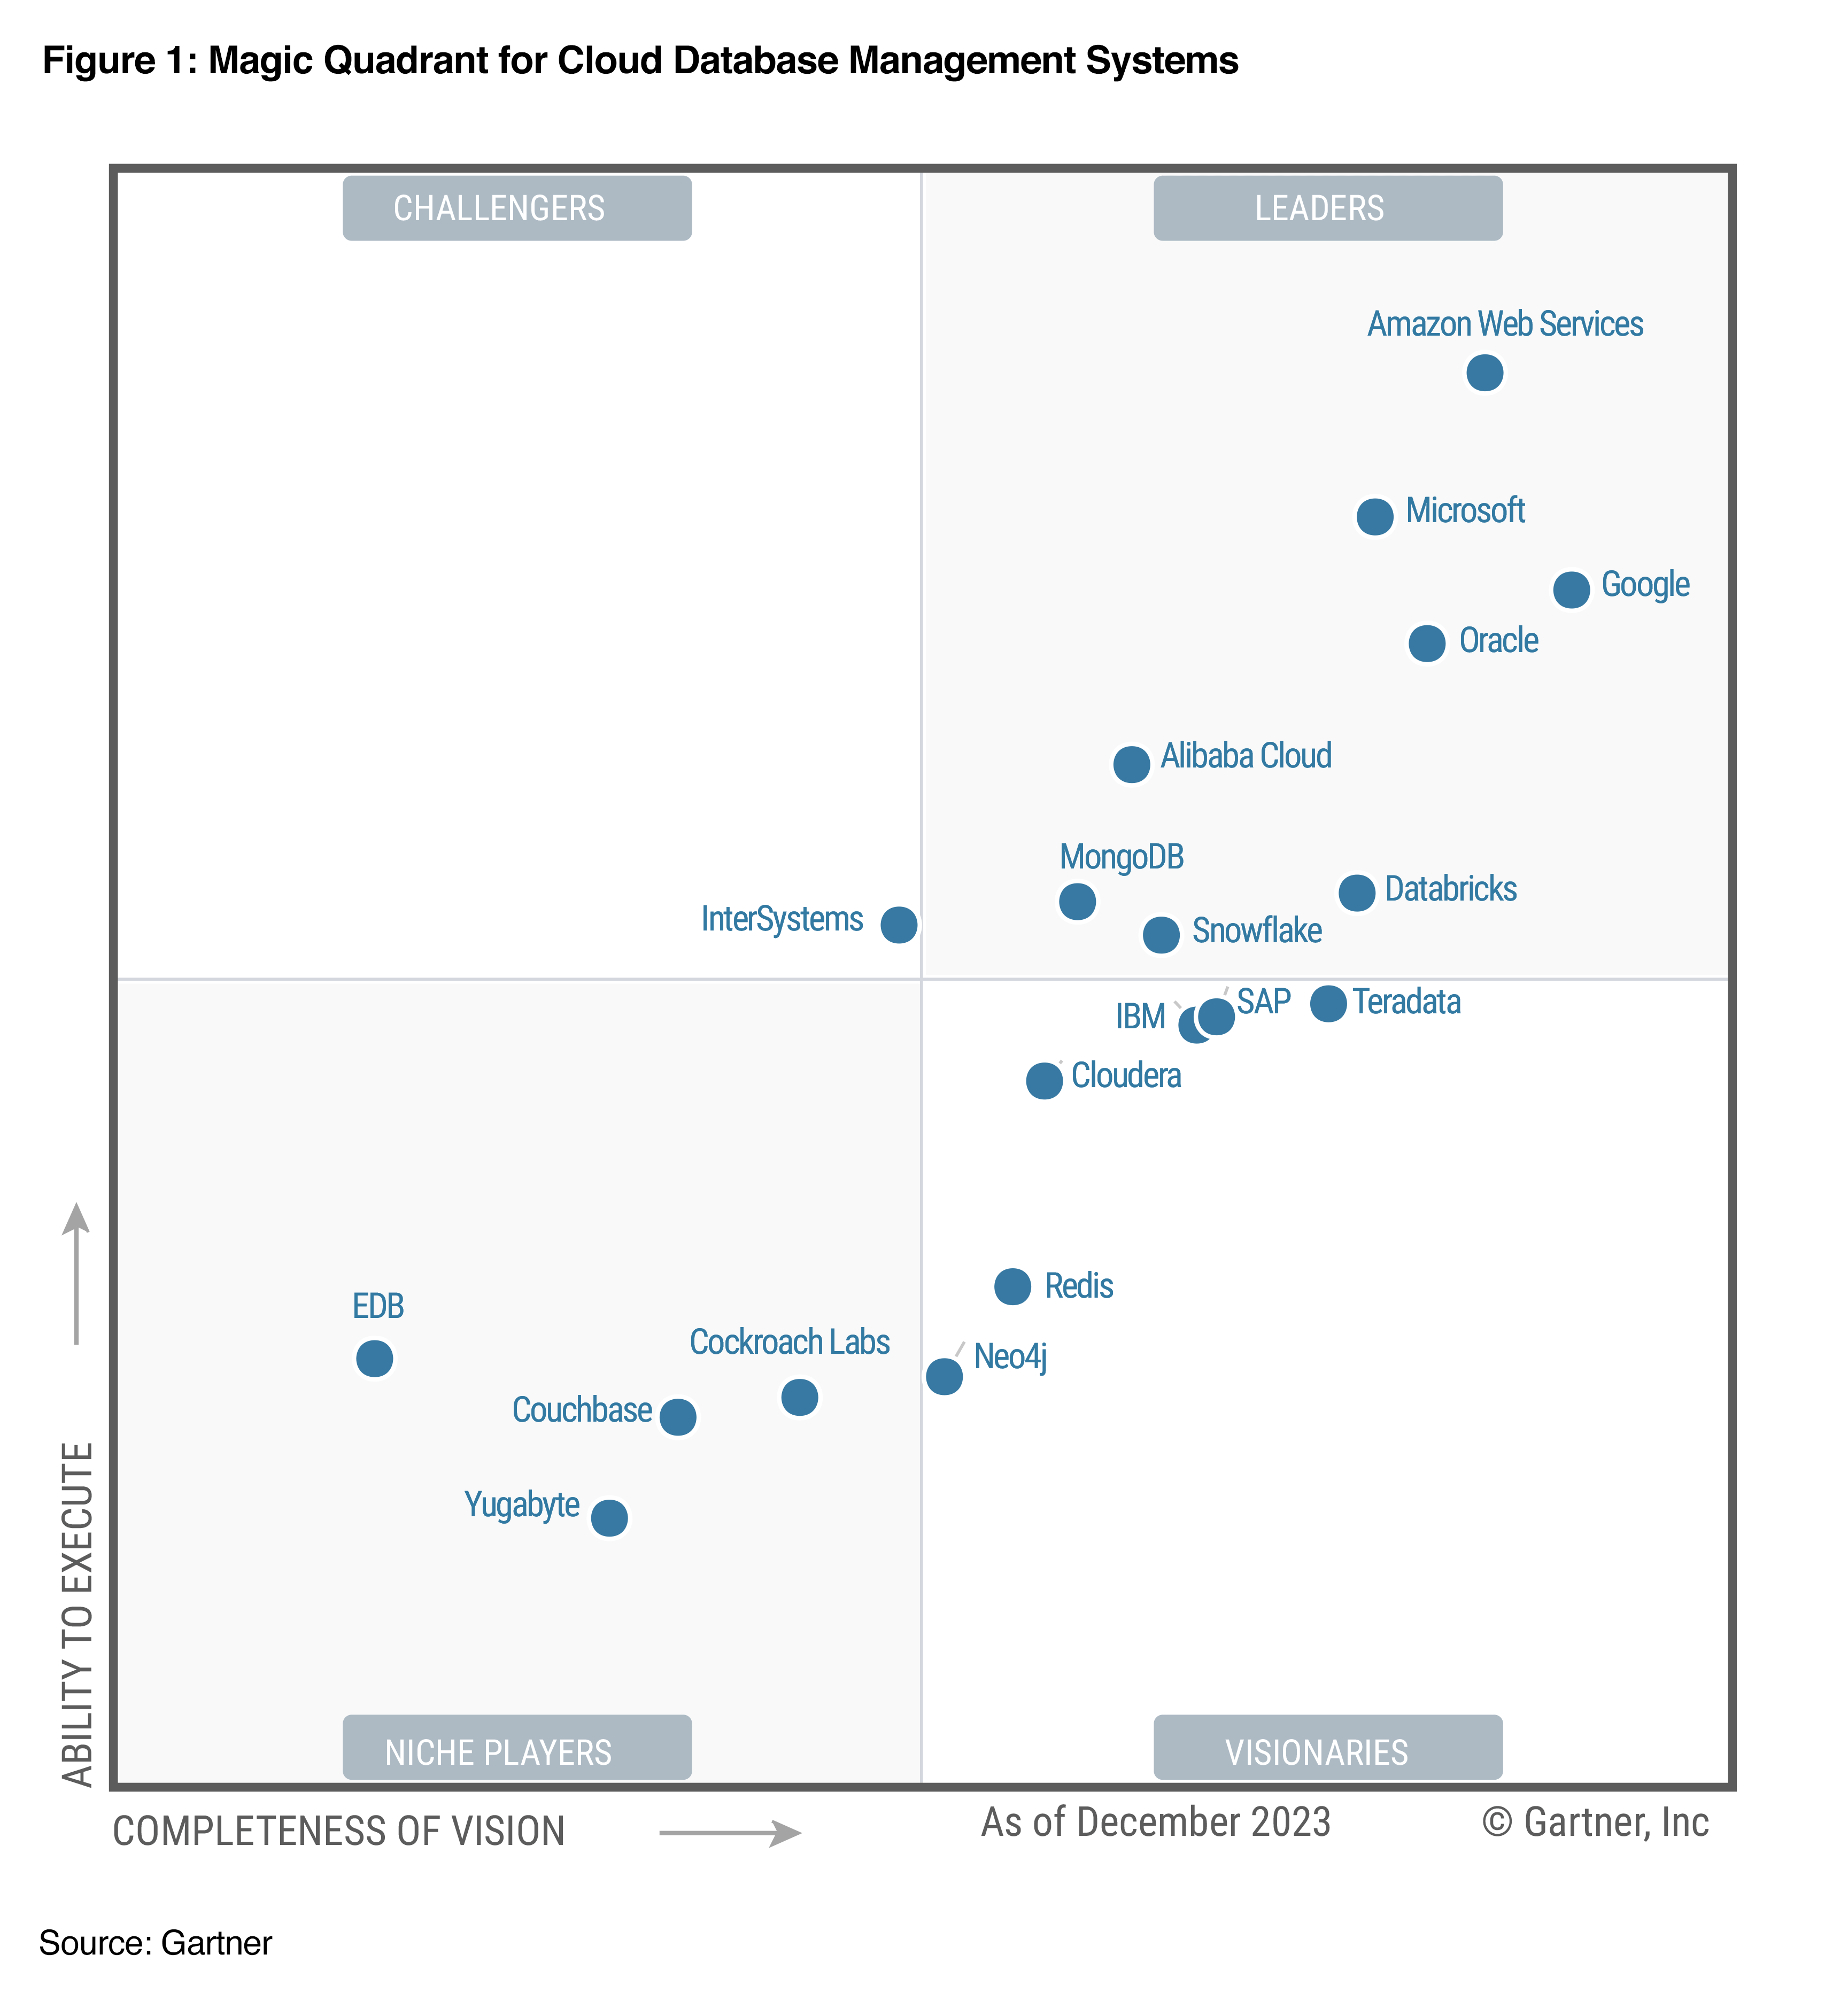 Figure 1: Magic Quadrant for Cloud Database Management Systems
CHALLENGERS
LEADERS
Amazon Web Services
Microsoft
Google
Oracle
Alibaba Cloud
MongoDB
Databricks
InterSystems
Snowflake
IBM
SAP
Teradata
Cloudera
Redis
EDB
Cockroach Labs
Neo4j
Couchbase
Yugabyte
NICHE PLAYERS
VISIONARIES
ABILITY TO EXECUTE
COMPLETENESS OF VISION
As of December 2023
© Gartner, Inc
Source: Gartner